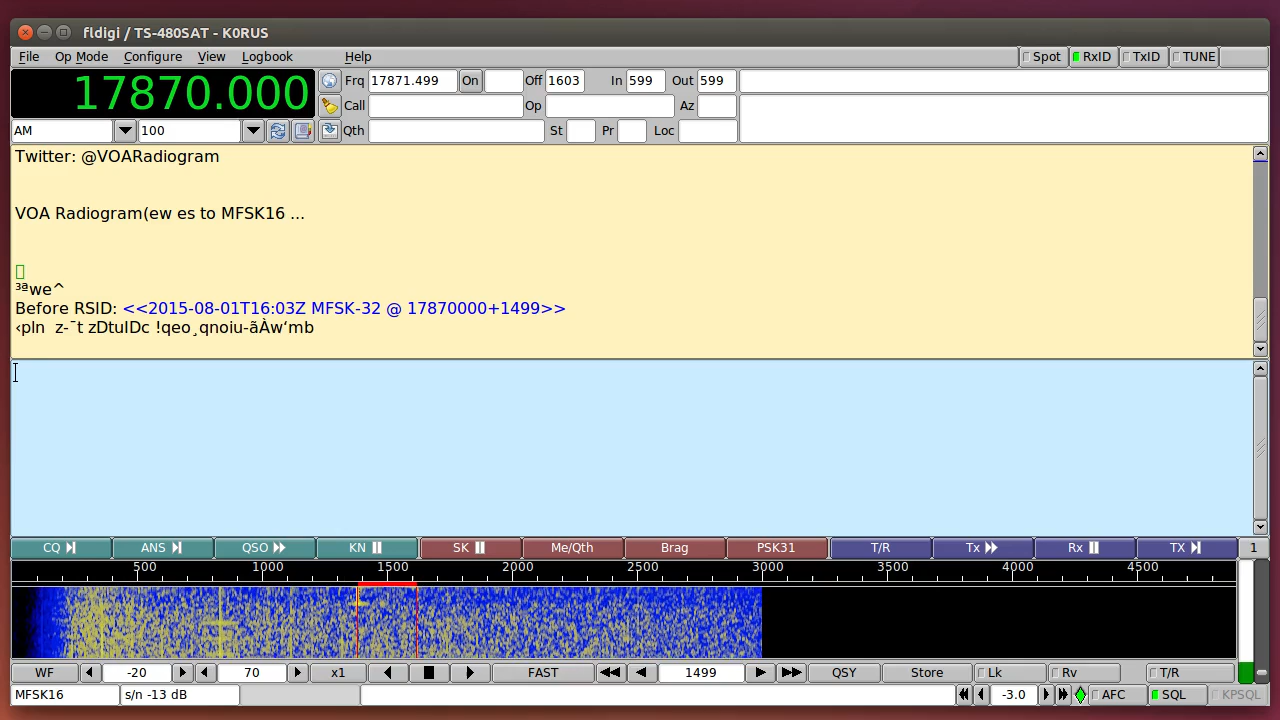 fldigi / TS-480SAT - K0RUS
File Op Mode Configure View Logbook Help Spot RxID TxID TUNE
17870.000 Frq 17871.499 On Off 1603 In 599 Out 599
Call Op Az
AM 100 Qth St Pr Loc
Twitter: @VOARadiogram
VOA Radiogram(ew es to MFSK16 ...
³ªwe^
Before RSID: <<2015-08-01T16:03Z MFSK-32 @ 17870000+1499>>
‹pln z-¯t zDtuIDc !qeo¸qnoiu-ãÀw‘mb
CQ ANS QSO KN SK Me/Qth Brag PSK31 T/R Tx Rx TX 1
500 1000 1500 2000 2500 3000 3500 4000 4500
WF -20 70 x1 FAST 1499 QSY Store Lk Rv T/R
MFSK16 s/n -13 dB -3.0 AFC SQL KPSQL